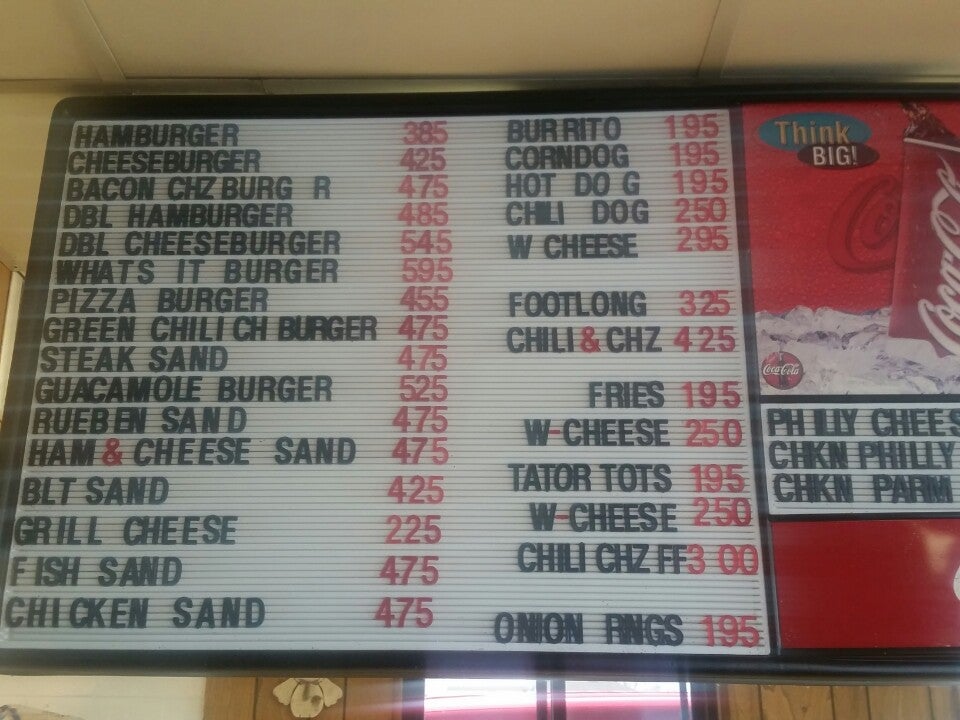 HAMBURGER 385
CHEESEBURGER 425
BACON CHZ BURG R 475
DBL HAMBURGER 485
DBL CHEESEBURGER 545
WHATS IT BURGER 595
PIZZA BURGER 455
GREEN CHILI CH BURGER 475
STEAK SAND 475
GUACAMOLE BURGER 525
RUEBEN SAND 475
HAM & CHEESE SAND 475
BLT SAND 425
GRILL CHEESE 225
FISH SAND 475
CHICKEN SAND 475
BURRITO 195
CORNDOG 195
HOT DOG 195
CHILI DOG 250
W CHEESE 295
FOOTLONG 325
CHILI & CHZ 425
FRIES 195
W-CHEESE 250
TATOR TOTS 195
W-CHEESE 250
CHILI CHZ FF 3 00
ONION RNGS 195
Think
BIG!
Coca-Cola
PHILLY CHEES
CHKN PHILLY
CHKN PARM